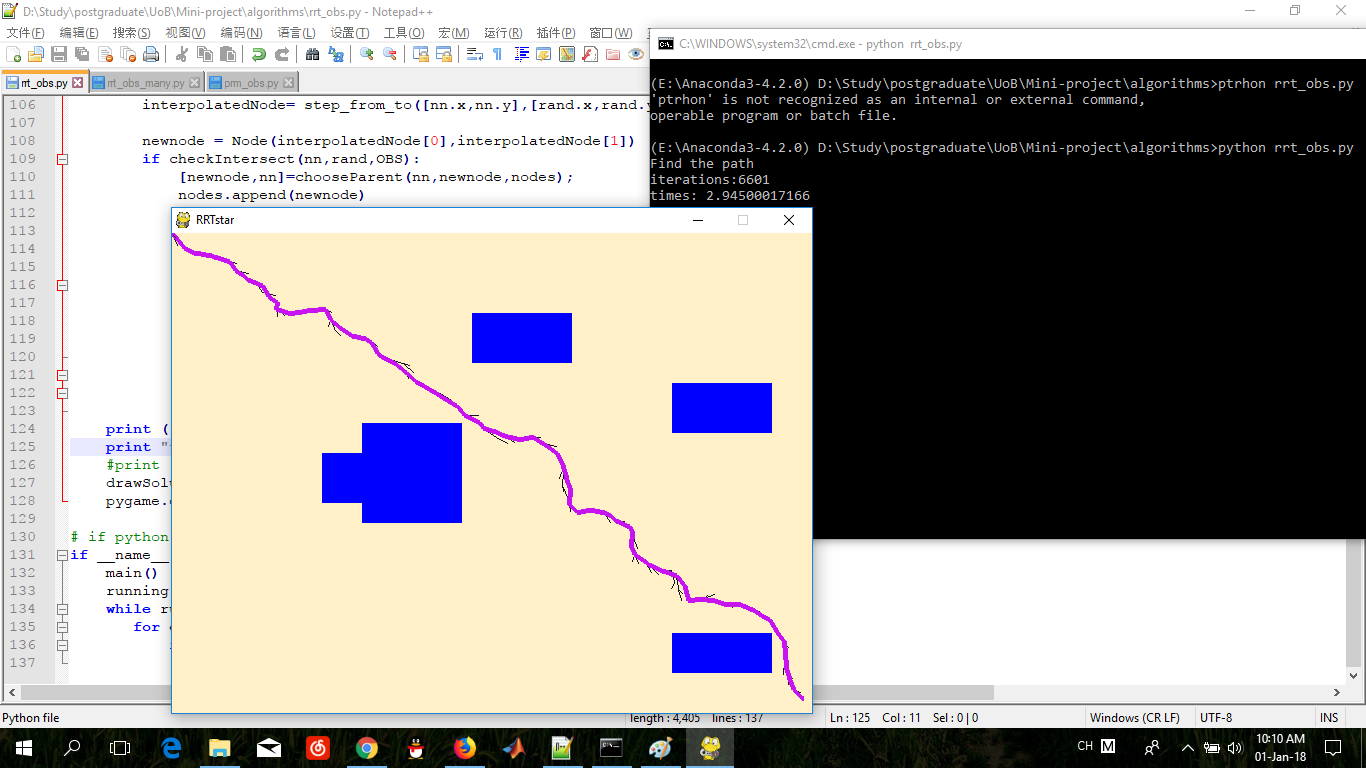 D:\Study\postgraduate\UoB\Mini-project\algorithms\rrt_obs.py - Notepad++
文件(F) 编辑(E) 搜索(S) 视图(V) 编码(N) 语言(L) 设置(T) 工具(O) 宏(M) 运行(R) 插件(P) 窗口(W)
rrt_obs.py rrt_obs_many.py prm_obs.py
106 interpolatedNode= step_from_to([nn.x,nn.y],[rand.x,rand.y
107
108 newnode = Node(interpolatedNode[0],interpolatedNode[1])
109 if checkIntersect(nn,rand,OBS):
110 [newnode,nn]=chooseParent(nn,newnode,nodes);
111 nodes.append(newnode)
112
113
114
115
116
117
118
119
120
121
122
123
124 print (
125 print "
126 #print
127 drawSolu
128 pygame.
129
130 # if python
131 if __name__
132 main()
133 running
134 while ru
135 for
136
137
C:\WINDOWS\system32\cmd.exe - python rrt_obs.py
(E:\Anaconda3-4.2.0) D:\Study\postgraduate\UoB\Mini-project\algorithms>ptrhon rrt_obs.py
'ptrhon' is not recognized as an internal or external command,
operable program or batch file.
(E:\Anaconda3-4.2.0) D:\Study\postgraduate\UoB\Mini-project\algorithms>python rrt_obs.py
Find the path
iterations:6601
times: 2.94500017166
RRTstar
Python file length : 4,405 lines : 137 Ln : 125 Col : 11 Sel : 0 | 0 Windows (CR LF) UTF-8 INS
CH M 10:10 AM
01-Jan-18